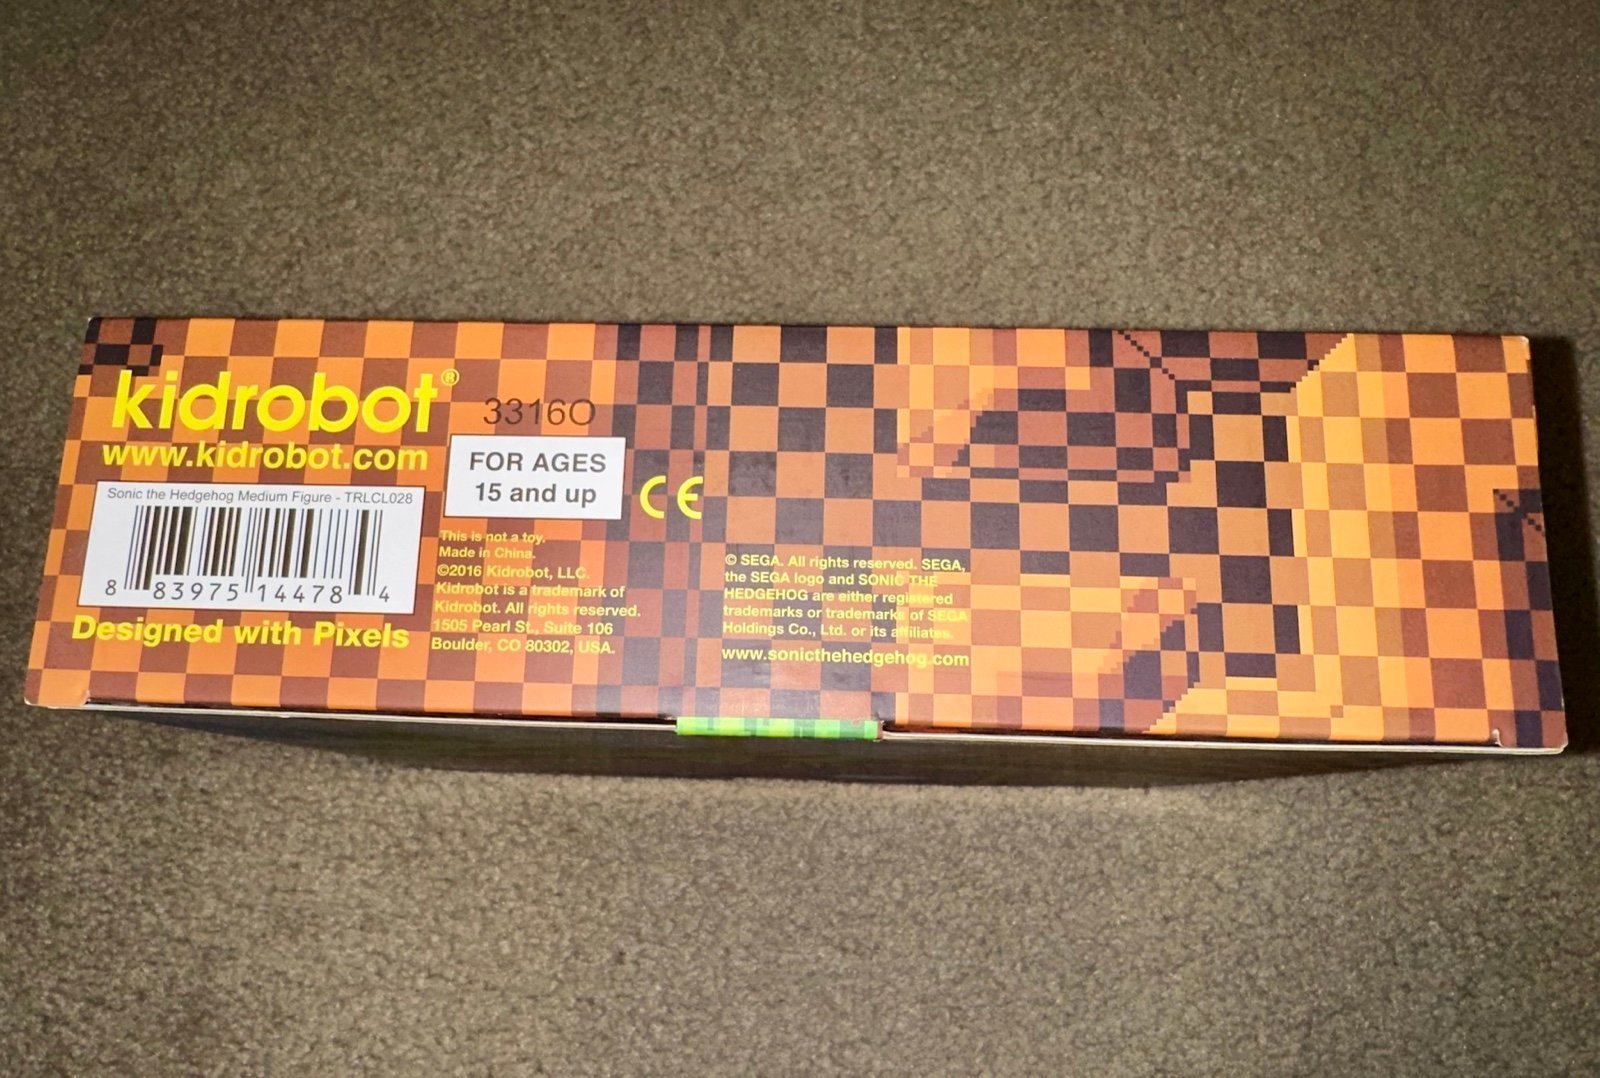 kidrobot®
www.kidrobot.com
Sonic the Hedgehog Medium Figure - TRLCL028
8 83975 14478 4
Designed with Pixels
33160
FOR AGES
15 and up
CE
This is not a toy.
Made in China.
©2016 Kidrobot, LLC.
Kidrobot is a trademark of
Kidrobot. All rights reserved.
1505 Pearl St., Suite 106
Boulder, CO 80302, USA.
© SEGA. All rights reserved. SEGA,
the SEGA logo and SONIC THE
HEDGEHOG are either registered
trademarks or trademarks of SEGA
Holdings Co., Ltd. or its affiliates.
www.sonicthehedgehog.com